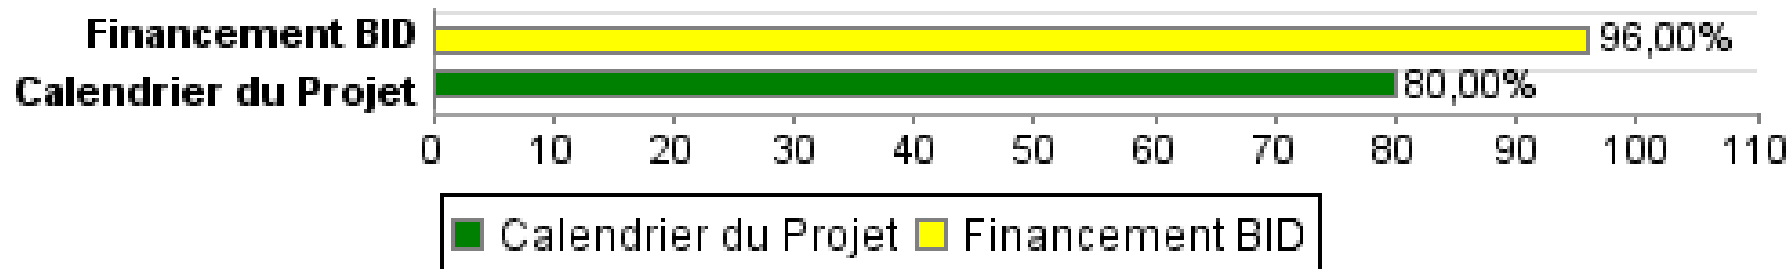 Financement BID 96,00%
Calendrier du Projet 80,00%
0 10 20 30 40 50 60 70 80 90 100 110
Calendrier du Projet Financement BID